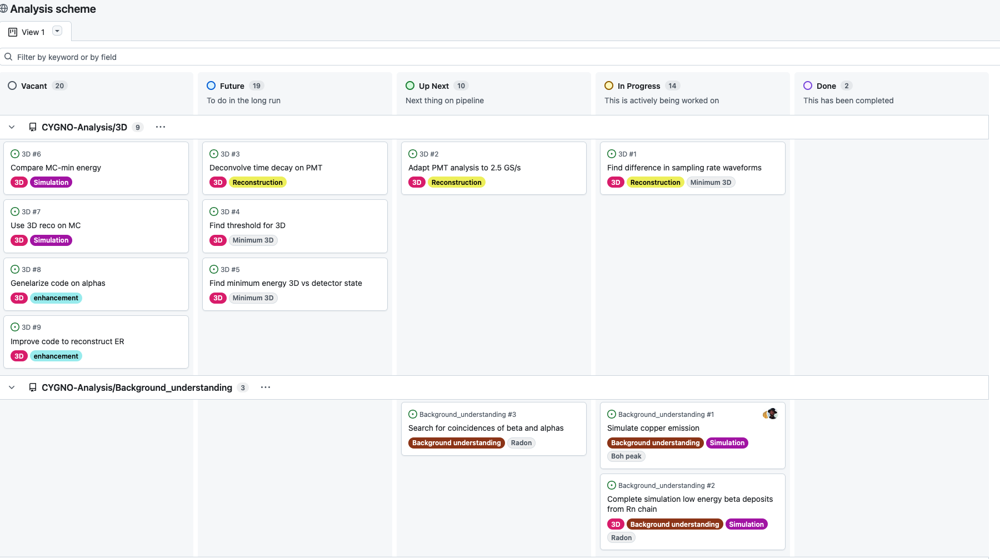 Analysis scheme
View 1
Filter by keyword or by field
Vacant 20
Future 19
To do in the long run
Up Next 10
Next thing on pipeline
In Progress 14
This is actively being worked on
Done 2
This has been completed
CYGNO-Analysis/3D 9 ...
3D #6
Compare MC-min energy
3D Simulation
3D #7
Use 3D reco on MC
3D Simulation
3D #8
Genelarize code on alphas
3D enhancement
3D #9
Improve code to reconstruct ER
3D enhancement
3D #3
Deconvolve time decay on PMT
3D Reconstruction
3D #4
Find threshold for 3D
3D Minimum 3D
3D #5
Find minimum energy 3D vs detector state
3D Minimum 3D
3D #2
Adapt PMT analysis to 2.5 GS/s
3D Reconstruction
3D #1
Find difference in sampling rate waveforms
3D Reconstruction Minimum 3D
CYGNO-Analysis/Background_understanding 3 ...
Background_understanding #3
Search for coincidences of beta and alphas
Background understanding Radon
Background_understanding #1
Simulate copper emission
Background understanding Simulation
Boh peak
Background_understanding #2
Complete simulation low energy beta deposits
from Rn chain
3D Background understanding Simulation
Radon